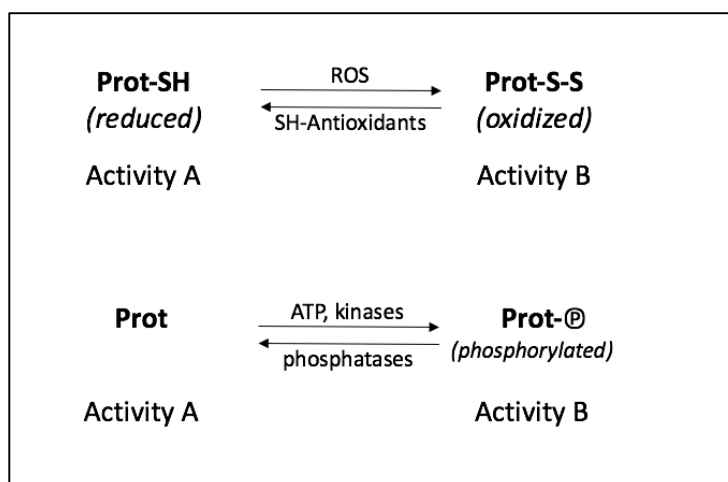 Prot-SH ROS Prot-S-S
(reduced) SH-Antioxidants (oxidized)
Activity A Activity B
Prot ATP, kinases Prot-Ⓟ
phosphatases (phosphorylated)
Activity A Activity B